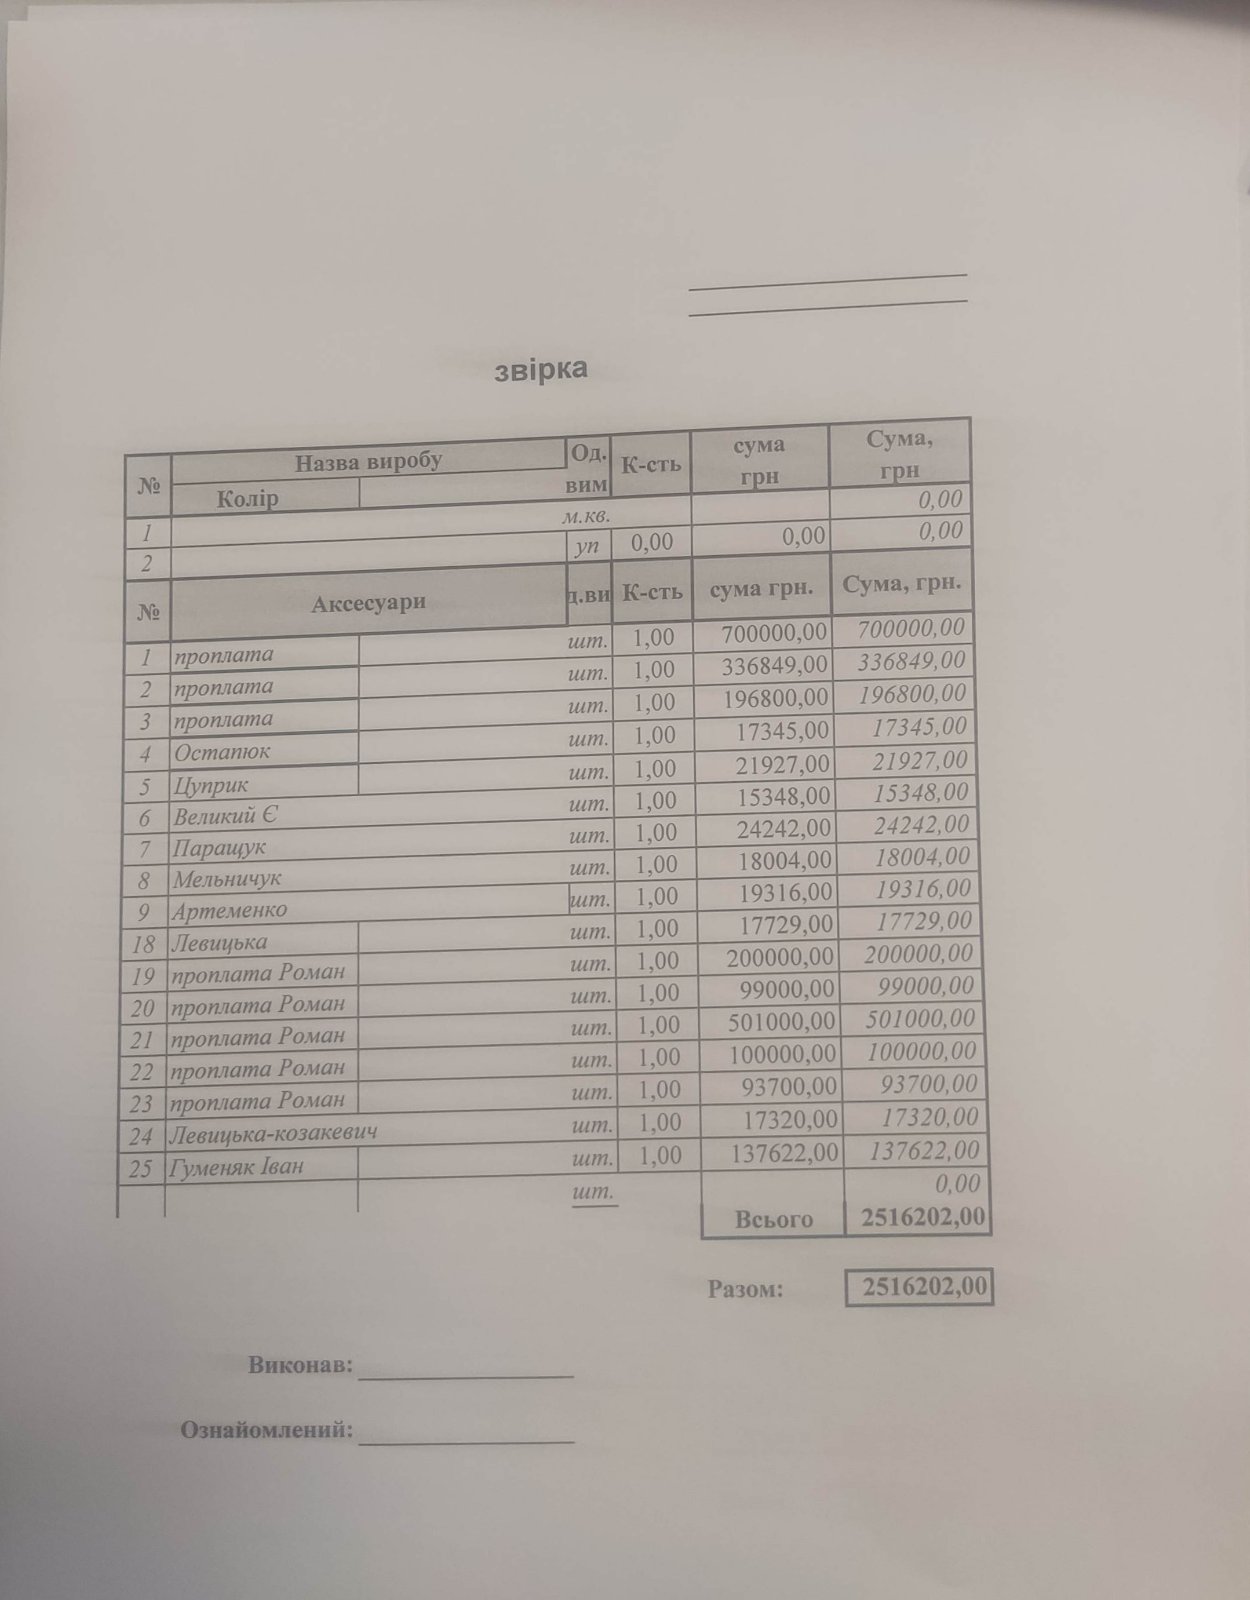 звірка
№ Назва виробу Од. К-сть сума Сума,
Колір вим грн грн
1 м.кв. 0,00
2 уп 0,00 0,00 0,00
№ Аксесуари д.ви К-сть сума грн. Сума, грн.
1 проплата шт. 1,00 700000,00 700000,00
2 проплата шт. 1,00 336849,00 336849,00
3 проплата шт. 1,00 196800,00 196800,00
4 Остапюк шт. 1,00 17345,00 17345,00
5 Цуприк шт. 1,00 21927,00 21927,00
6 Великий Є шт. 1,00 15348,00 15348,00
7 Паращук шт. 1,00 24242,00 24242,00
8 Мельничук шт. 1,00 18004,00 18004,00
9 Артеменко шт. 1,00 19316,00 19316,00
18 Левицька шт. 1,00 17729,00 17729,00
19 проплата Роман шт. 1,00 200000,00 200000,00
20 проплата Роман шт. 1,00 99000,00 99000,00
21 проплата Роман шт. 1,00 501000,00 501000,00
22 проплата Роман шт. 1,00 100000,00 100000,00
23 проплата Роман шт. 1,00 93700,00 93700,00
24 Левицька-козакевич шт. 1,00 17320,00 17320,00
25 Гуменяк Іван шт. 1,00 137622,00 137622,00
шт. 0,00
Всього 2516202,00
Разом: 2516202,00
Виконав:
Ознайомлений: